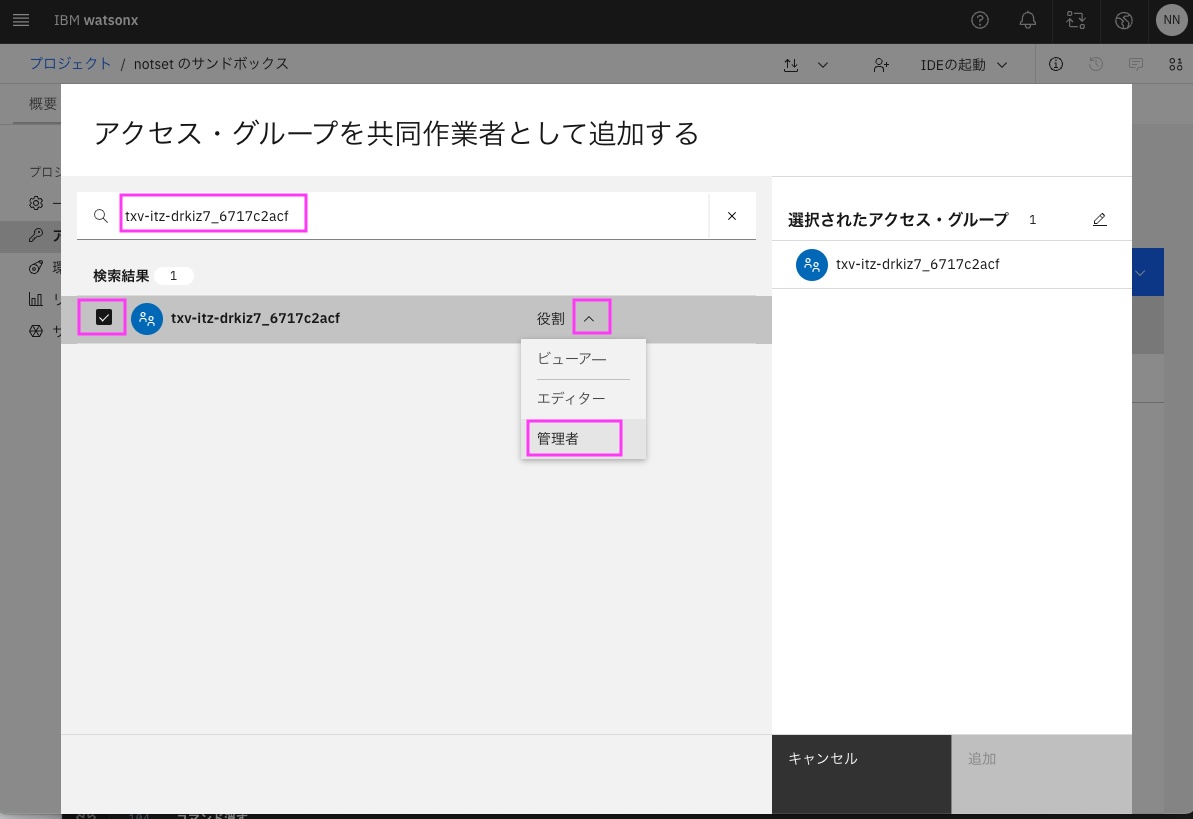 IBM watsonx
NN
プロジェクト / notset のサンドボックス
IDEの起動
概要
アクセス・グループを共同作業者として追加する
プロジ
txv-itz-drkiz7_6717c2acf
選択されたアクセス・グループ 1
txv-itz-drkiz7_6717c2acf
検索結果 1
txv-itz-drkiz7_6717c2acf
役割
ビューアー
エディター
管理者
キャンセル
追加